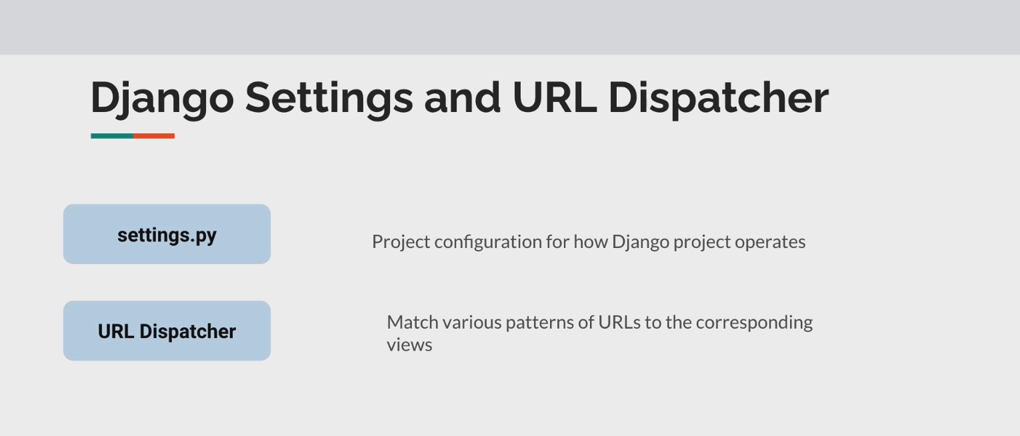 Django Settings and URL Dispatcher
settings.py
Project configuration for how Django project operates
URL Dispatcher
Match various patterns of URLs to the corresponding
views